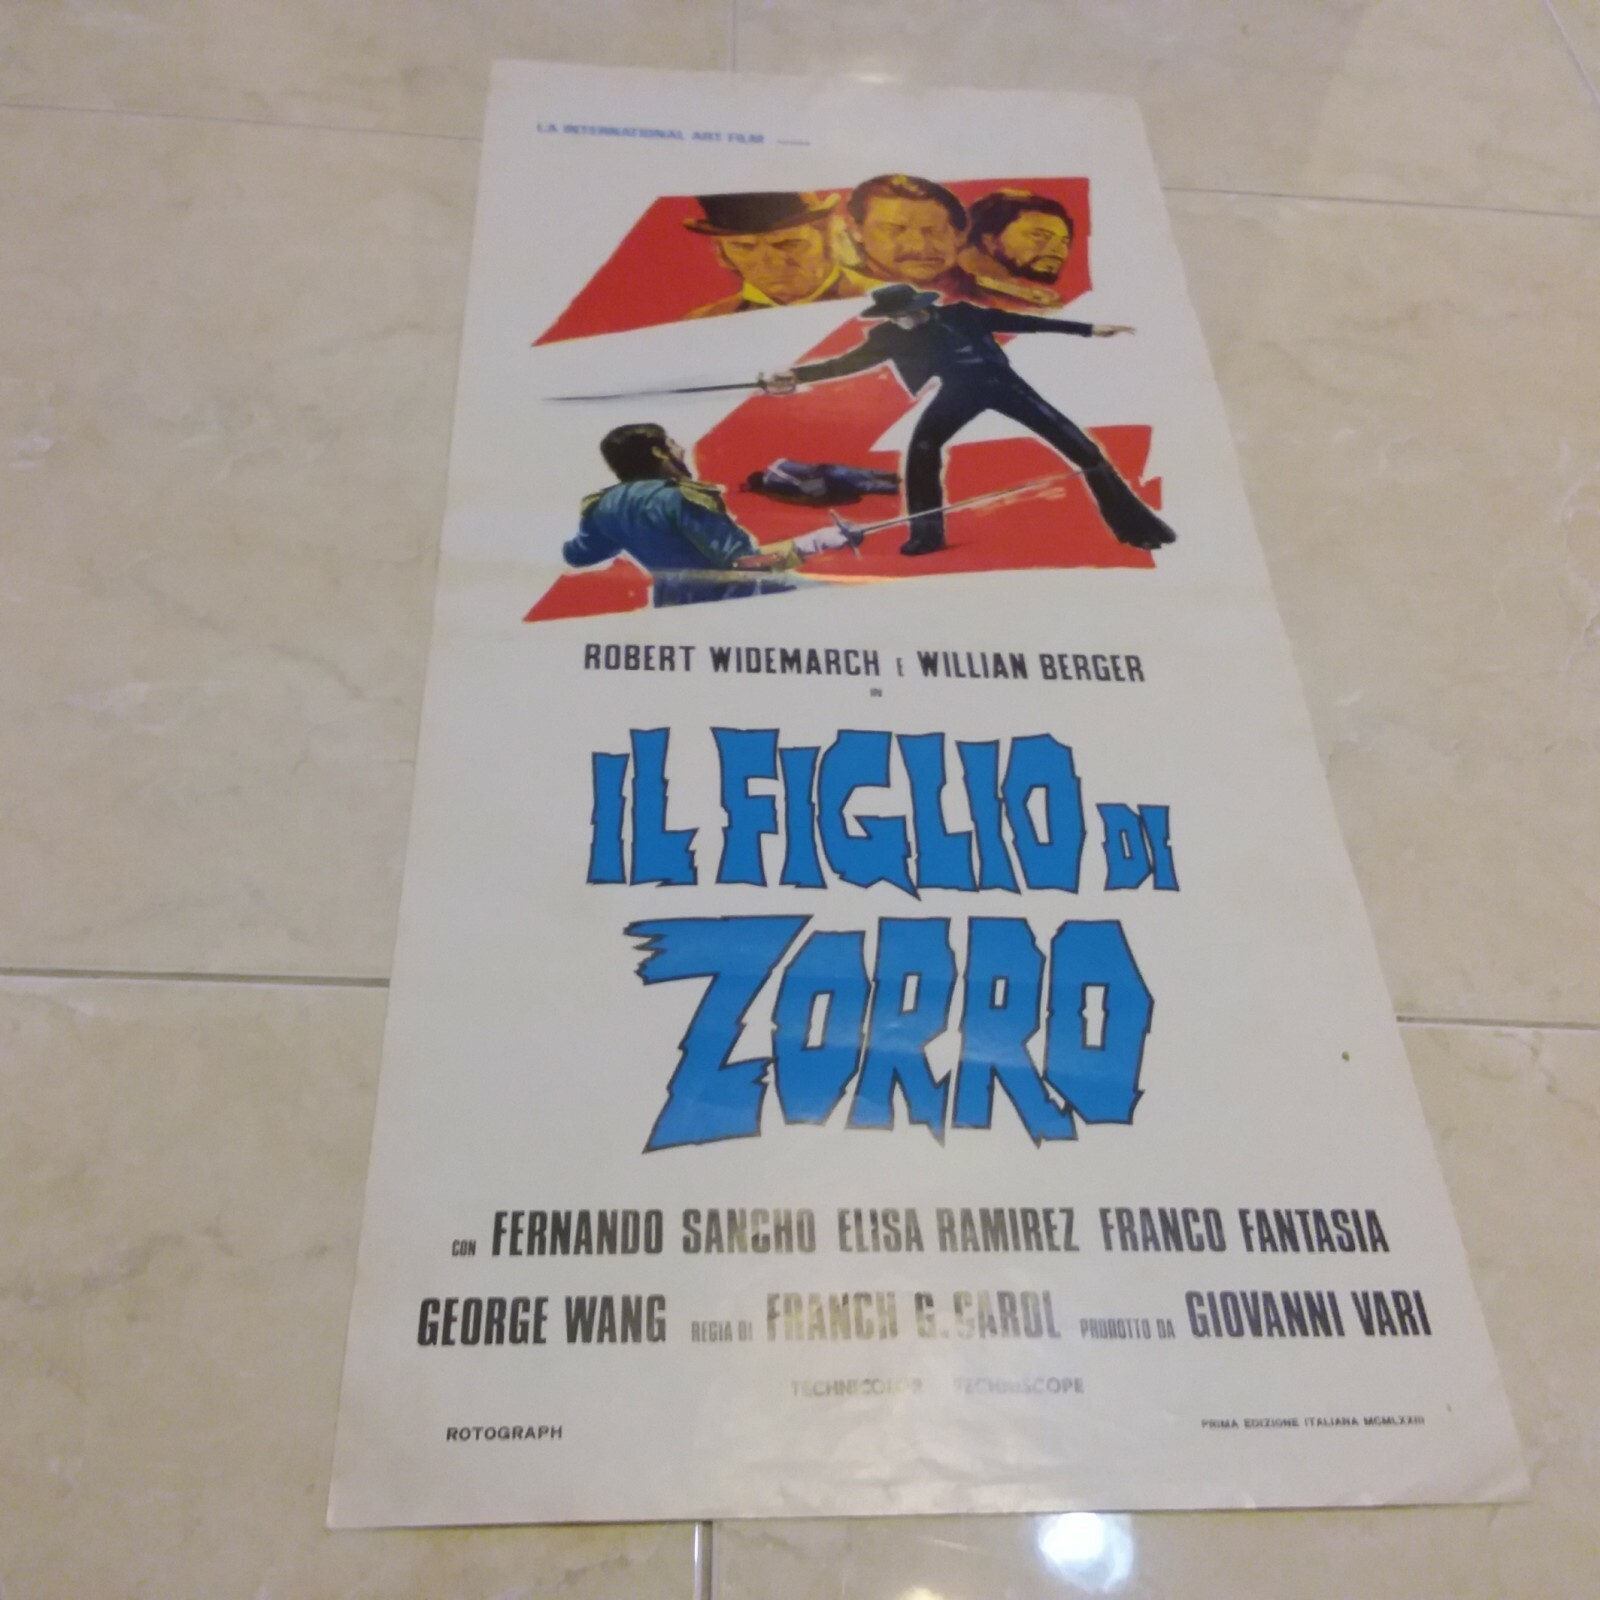 LA INTERNATIONAL ART FILM
ROBERT WIDEMARCH E WILLIAN BERGER
IN
IL FIGLIO DI
ZORRO
CON FERNANDO SANCHO ELISA RAMIREZ FRANCO FANTASIA
GEORGE WANG REGIA DI FRANCH G. CAROL PRODOTTO DA GIOVANNI VARI
TECHNICOLOR TECHNISCOPE
ROTOGRAPH
PRIMA EDIZIONE ITALIANA MCMLXXIII